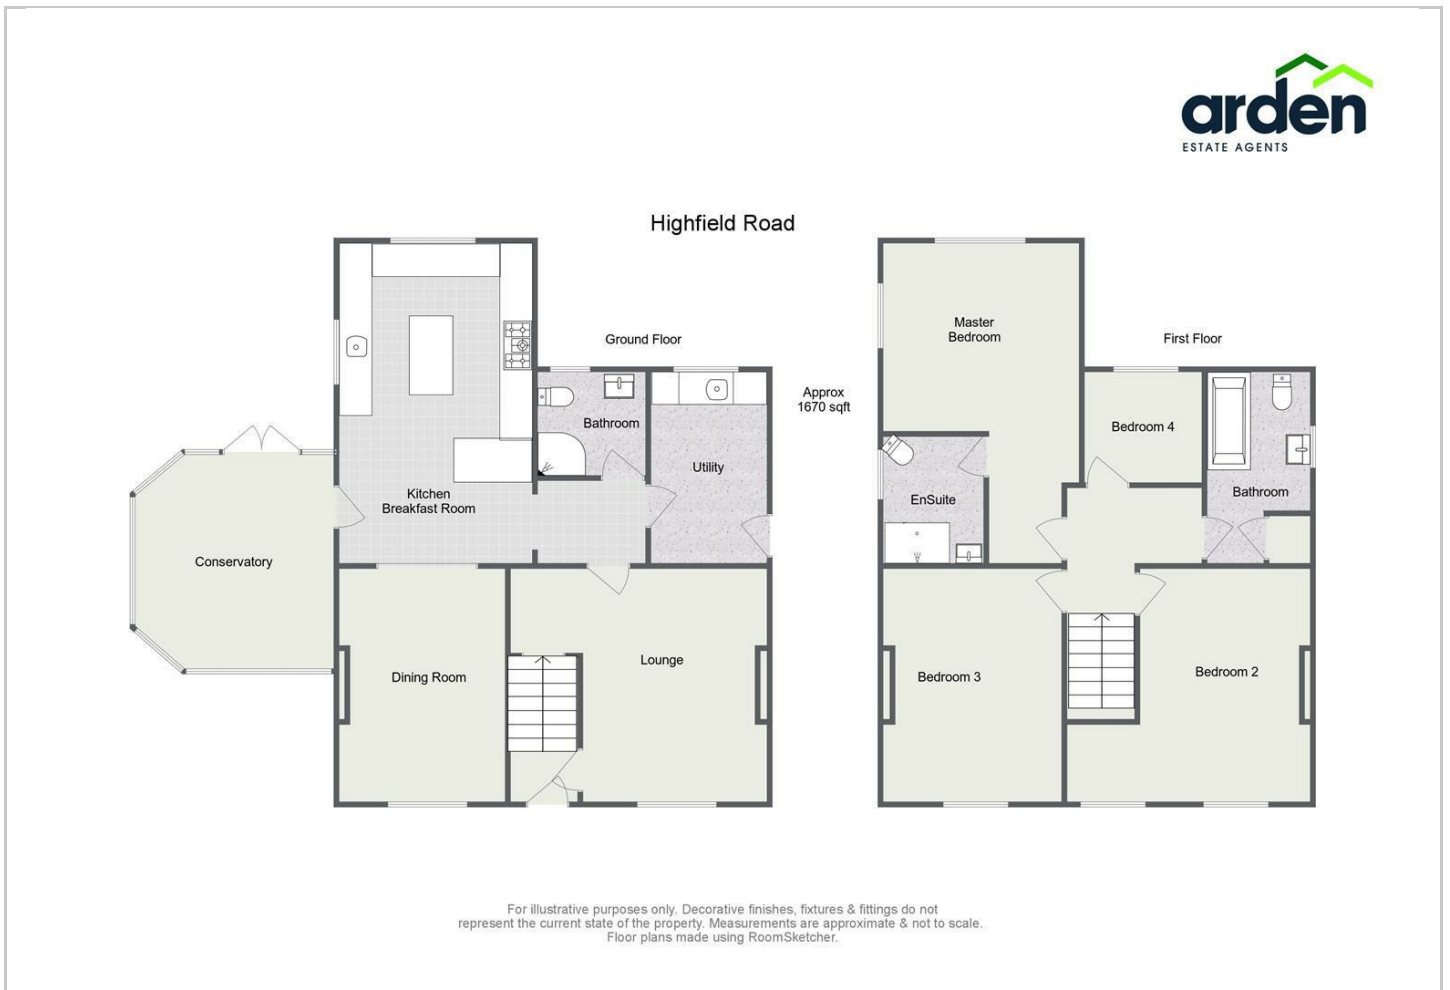 arden
ESTATE AGENTS
Highfield Road
Ground Floor
First Floor
Approx
1670 sqft
Kitchen
Breakfast Room
Bathroom
Utility
Conservatory
Dining Room
Lounge
Master
Bedroom
Bedroom 4
EnSuite
Bathroom
Bedroom 3
Bedroom 2
For illustrative purposes only. Decorative finishes, fixtures & fittings do not
represent the current state of the property. Measurements are approximate & not to scale.
Floor plans made using RoomSketcher.